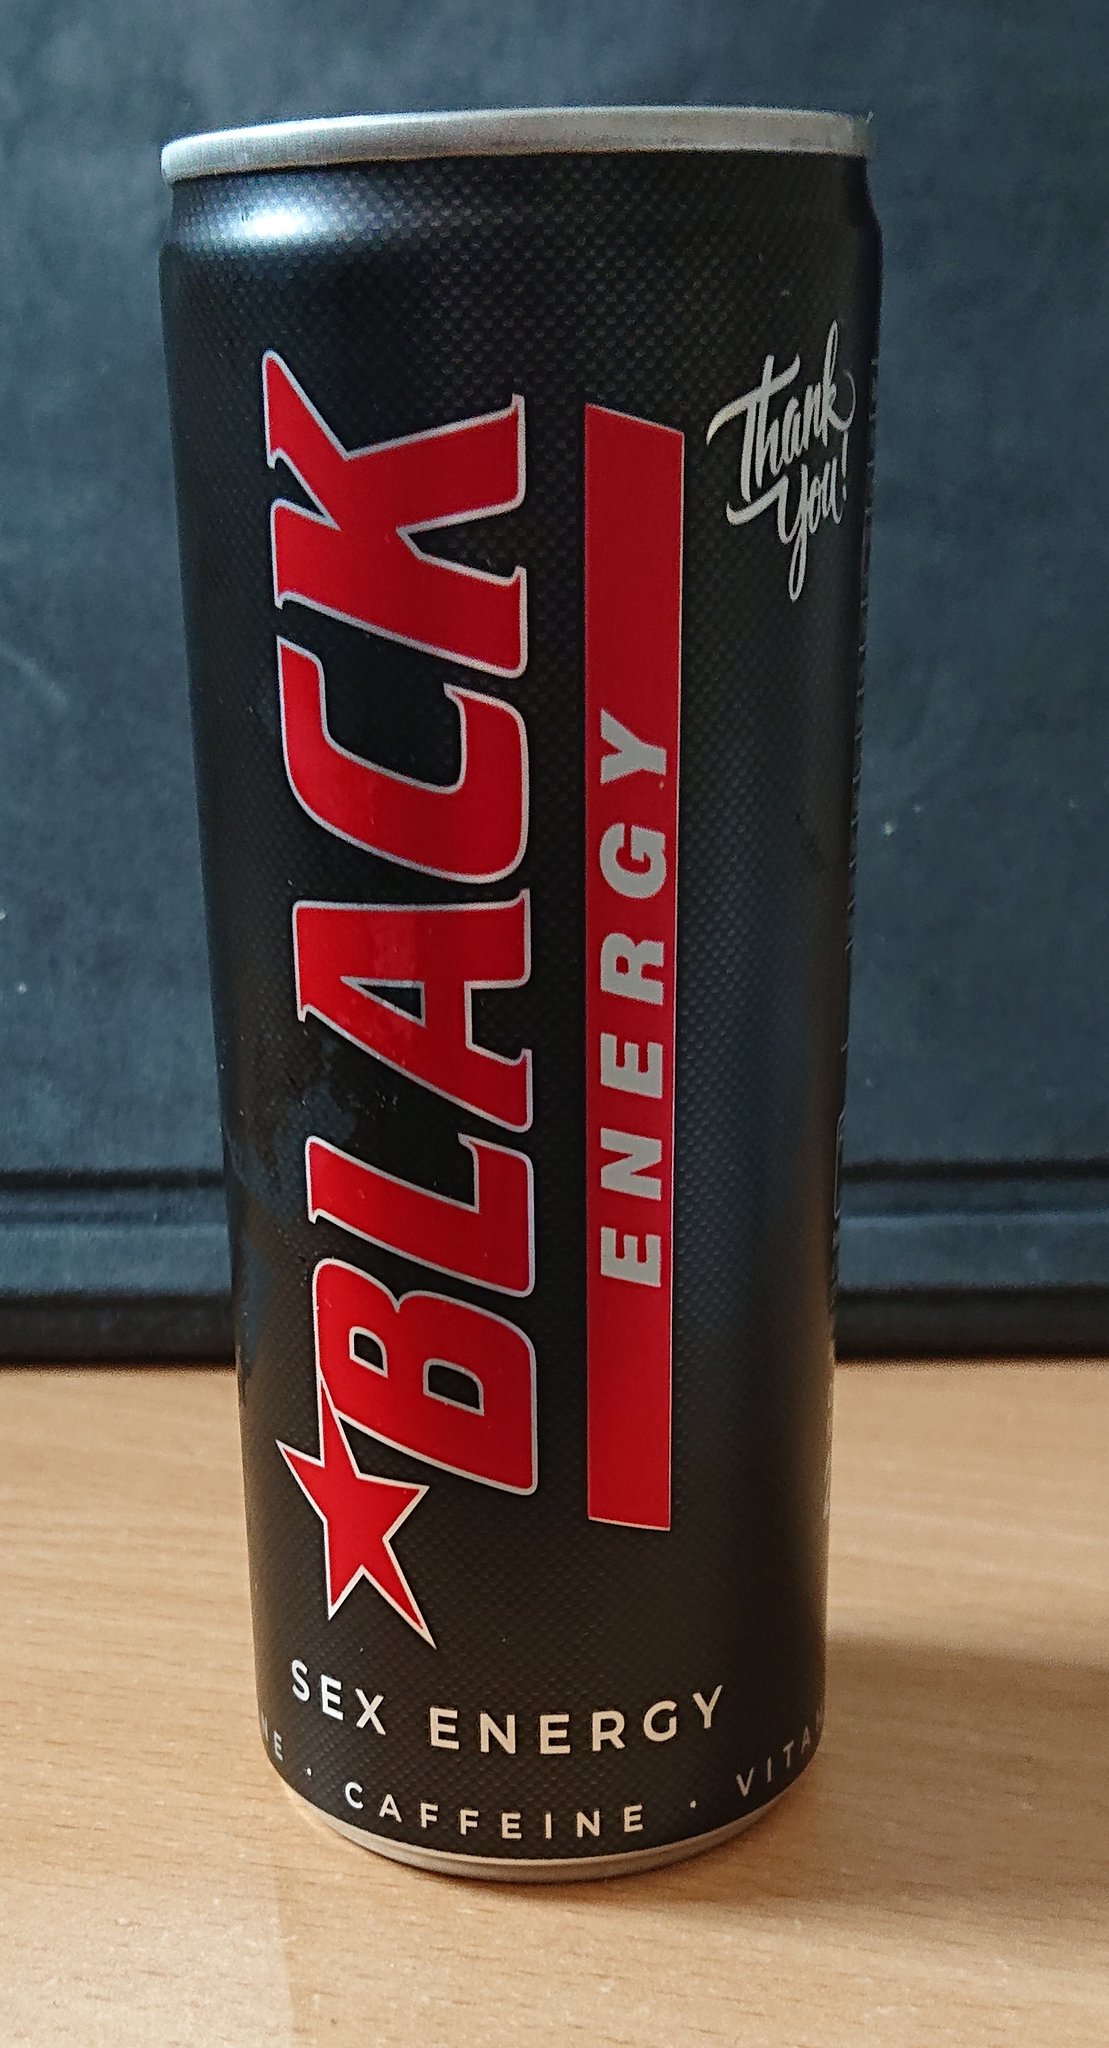 BLACK
ENERGY
Thank
You!
SEX ENERGY
· CAFFEINE ·